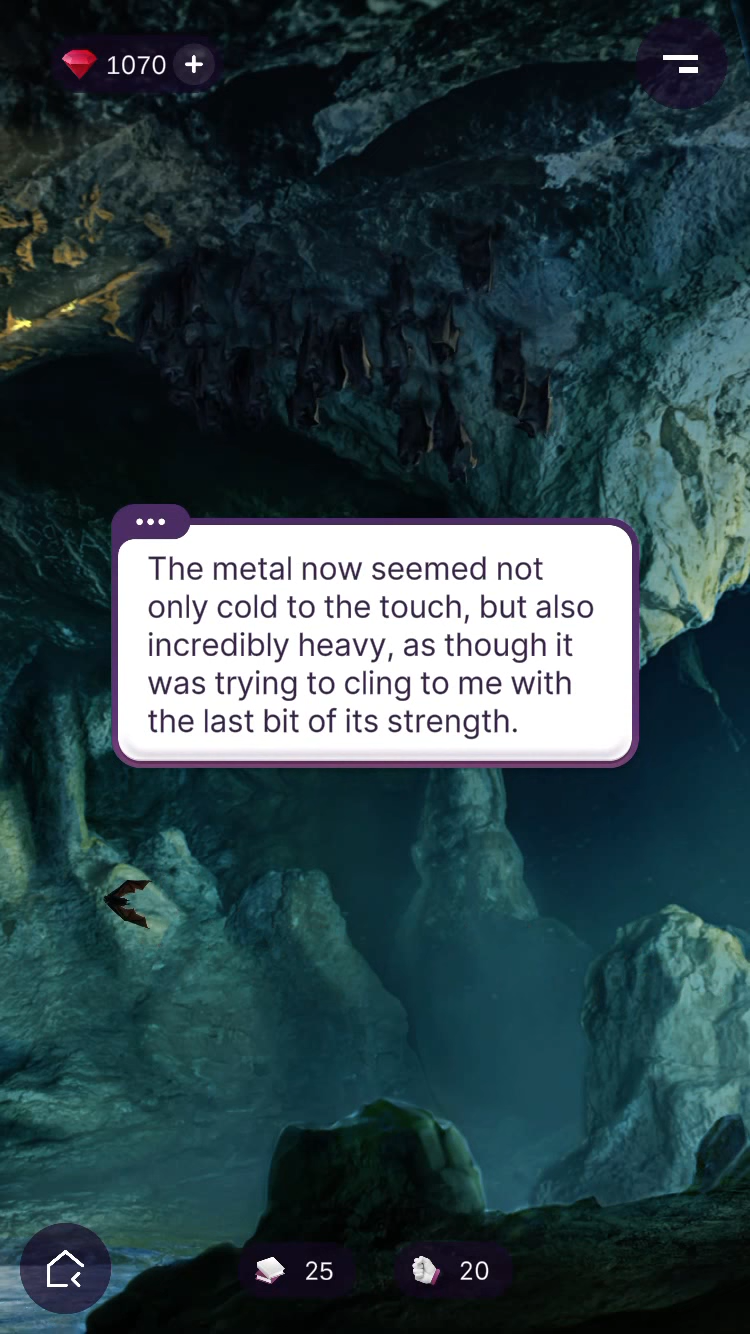 1070
The metal now seemed not
only cold to the touch, but also
incredibly heavy, as though it
was trying to cling to me with
the last bit of its strength.
25
20